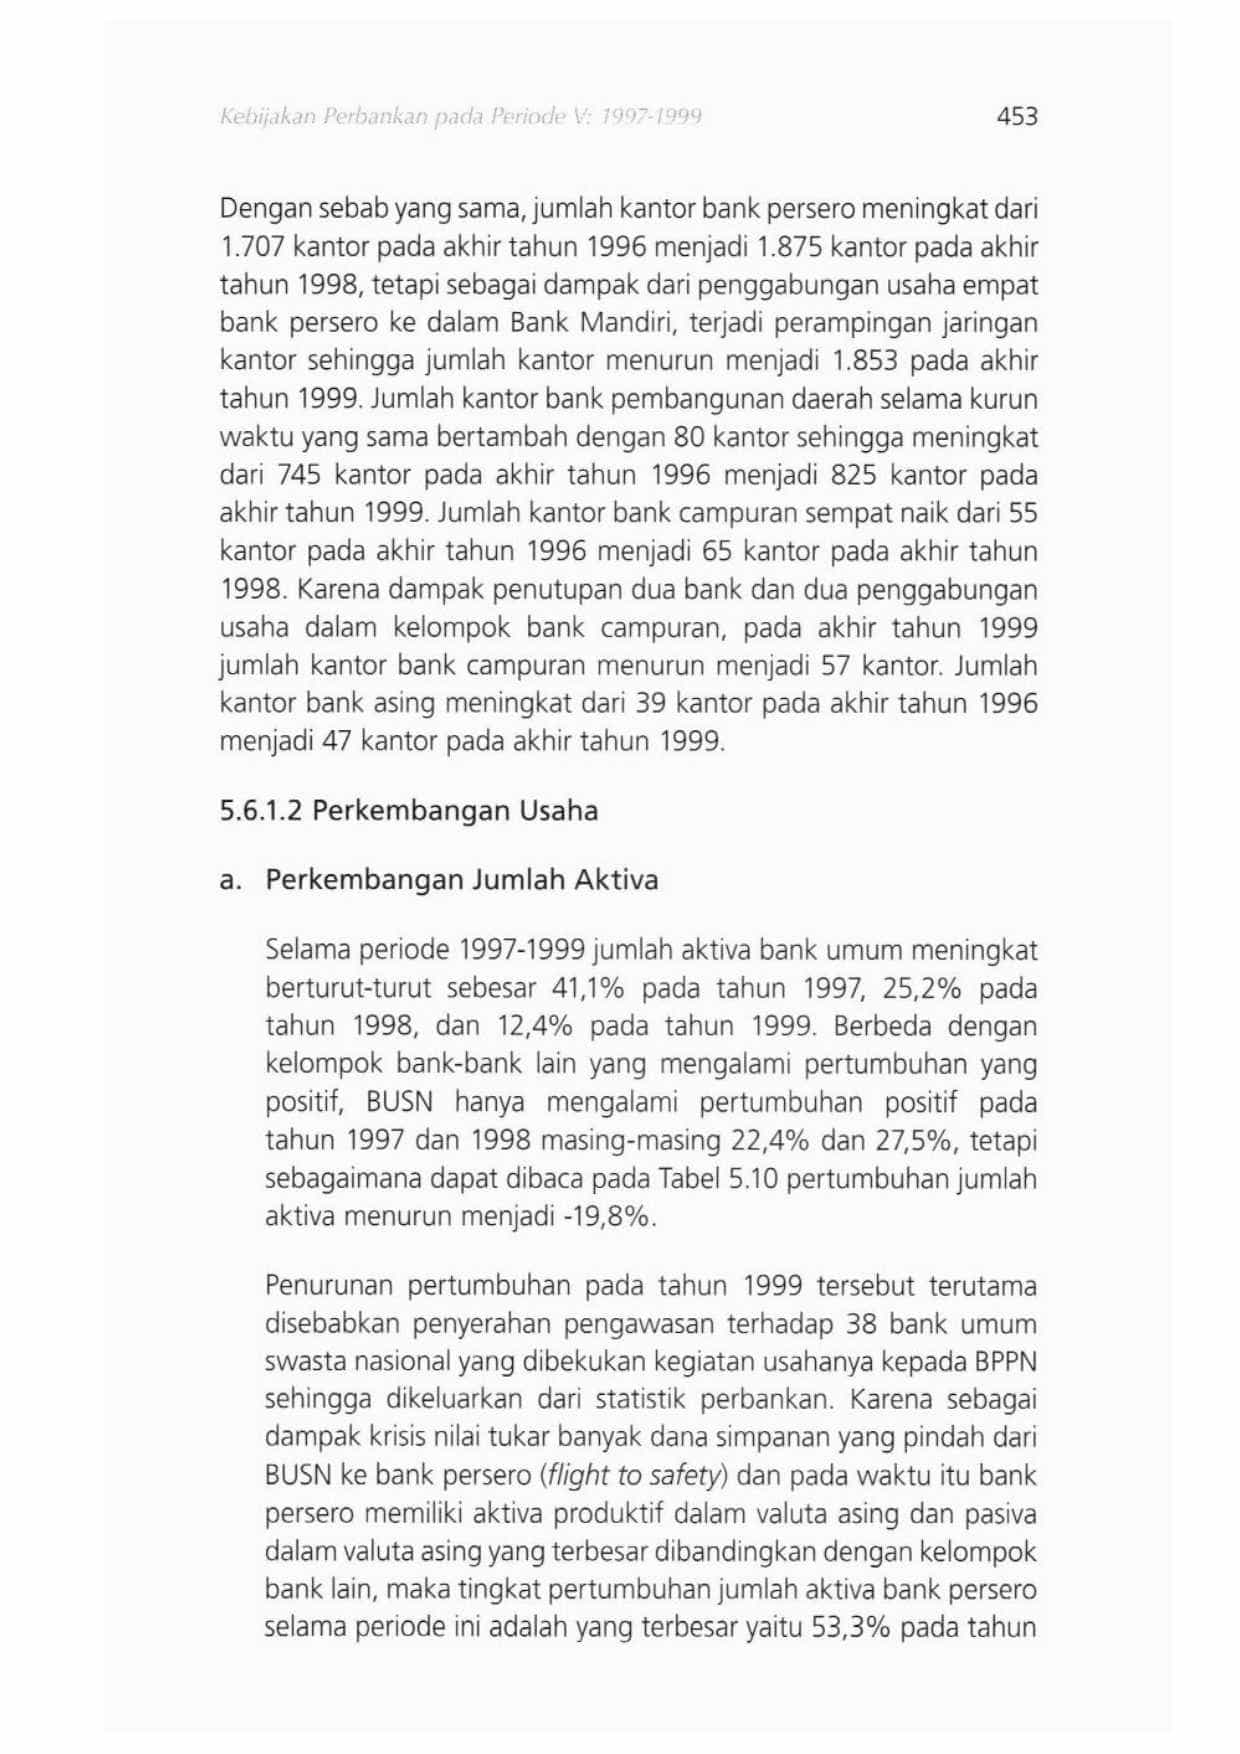 Kebijakan Perbankan pada Periode V: 1997-1999 453
Dengan sebab yang sama, jumlah kantor bank persero meningkat dari
1.707 kantor pada akhir tahun 1996 menjadi 1.875 kantor pada akhir
tahun 1998, tetapi sebagai dampak dari penggabungan usaha empat
bank persero ke dalam Bank Mandiri, terjadi perampingan jaringan
kantor sehingga jumlah kantor menurun menjadi 1.853 pada akhir
tahun 1999. Jumlah kantor bank pembangunan daerah selama kurun
waktu yang sama bertambah dengan 80 kantor sehingga meningkat
dari 745 kantor pada akhir tahun 1996 menjadi 825 kantor pada
akhir tahun 1999. Jumlah kantor bank campuran sempat naik dari 55
kantor pada akhir tahun 1996 menjadi 65 kantor pada akhir tahun
1998. Karena dampak penutupan dua bank dan dua penggabungan
usaha dalam kelompok bank campuran, pada akhir tahun 1999
jumlah kantor bank campuran menurun menjadi 57 kantor. Jumlah
kantor bank asing meningkat dari 39 kantor pada akhir tahun 1996
menjadi 47 kantor pada akhir tahun 1999.
5.6.1.2 Perkembangan Usaha
a. Perkembangan Jumlah Aktiva
Selama periode 1997-1999 jumlah aktiva bank umum meningkat
berturut-turut sebesar 41,1% pada tahun 1997, 25,2% pada
tahun 1998, dan 12,4% pada tahun 1999. Berbeda dengan
kelompok bank-bank lain yang mengalami pertumbuhan yang
positif, BUSN hanya mengalami pertumbuhan positif pada
tahun 1997 dan 1998 masing-masing 22,4% dan 27,5%, tetapi
sebagaimana dapat dibaca pada Tabel 5.10 pertumbuhan jumlah
aktiva menurun menjadi -19,8%.
Penurunan pertumbuhan pada tahun 1999 tersebut terutama
disebabkan penyerahan pengawasan terhadap 38 bank umum
swasta nasional yang dibekukan kegiatan usahanya kepada BPPN
sehingga dikeluarkan dari statistik perbankan. Karena sebagai
dampak krisis nilai tukar banyak dana simpanan yang pindah dari
BUSN ke bank persero (flight to safety) dan pada waktu itu bank
persero memiliki aktiva produktif dalam valuta asing dan pasiva
dalam valuta asing yang terbesar dibandingkan dengan kelompok
bank lain, maka tingkat pertumbuhan jumlah aktiva bank persero
selama periode ini adalah yang terbesar yaitu 53,3% pada tahun